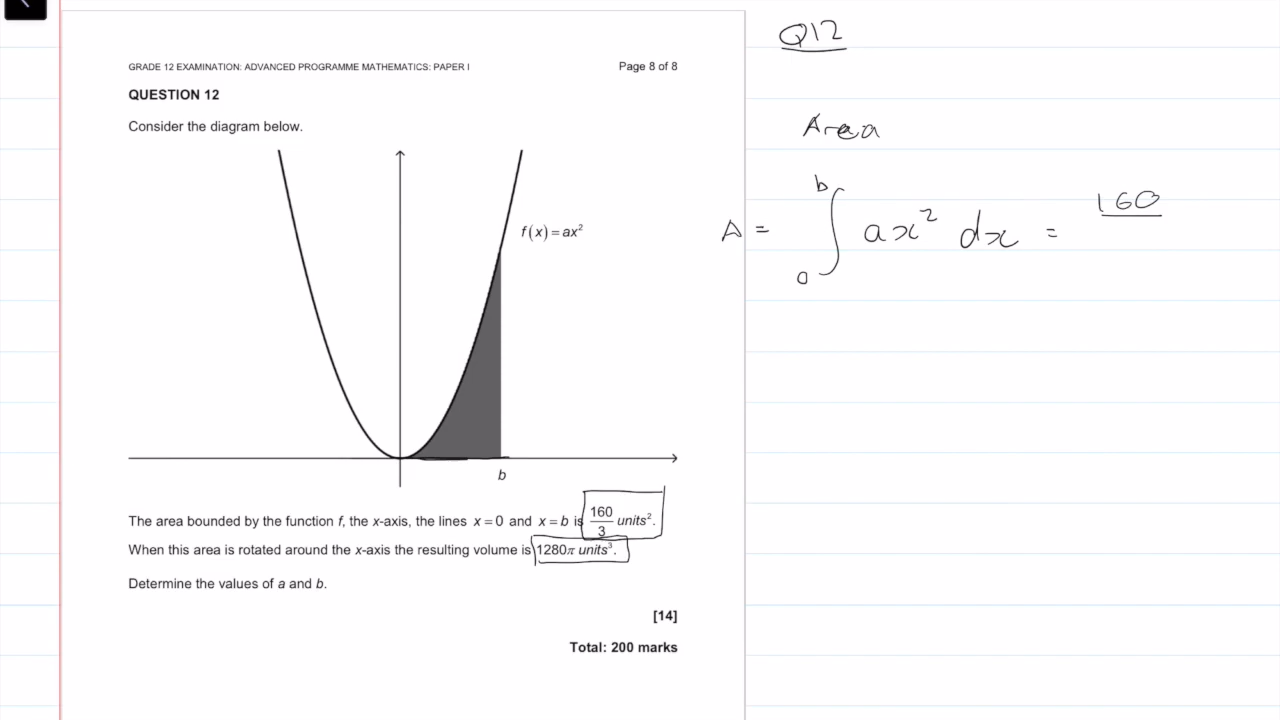 GRADE 12 EXAMINATION: ADVANCED PROGRAMME MATHEMATICS: PAPER I Page 8 of 8
QUESTION 12
Consider the diagram below.
f(x)=ax²
b
The area bounded by the function f, the x-axis, the lines x=0 and x=b is 160/3 units².
When this area is rotated around the x-axis the resulting volume is 1280π units³.
Determine the values of a and b.
[14]
Total: 200 marks
Q12
Area
A = ∫₀ᵇ ax² dx = 160